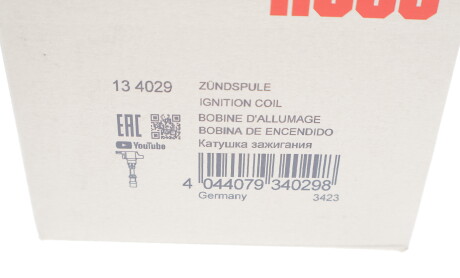 13 4029
ZÜNDSPULE
IGNITION COIL
BOBINE D'ALLUMAGE
BOBINA DE ENCENDIDO
Катушка зажигания
EAC
YouTube
4 044079 340298
Germany 3423